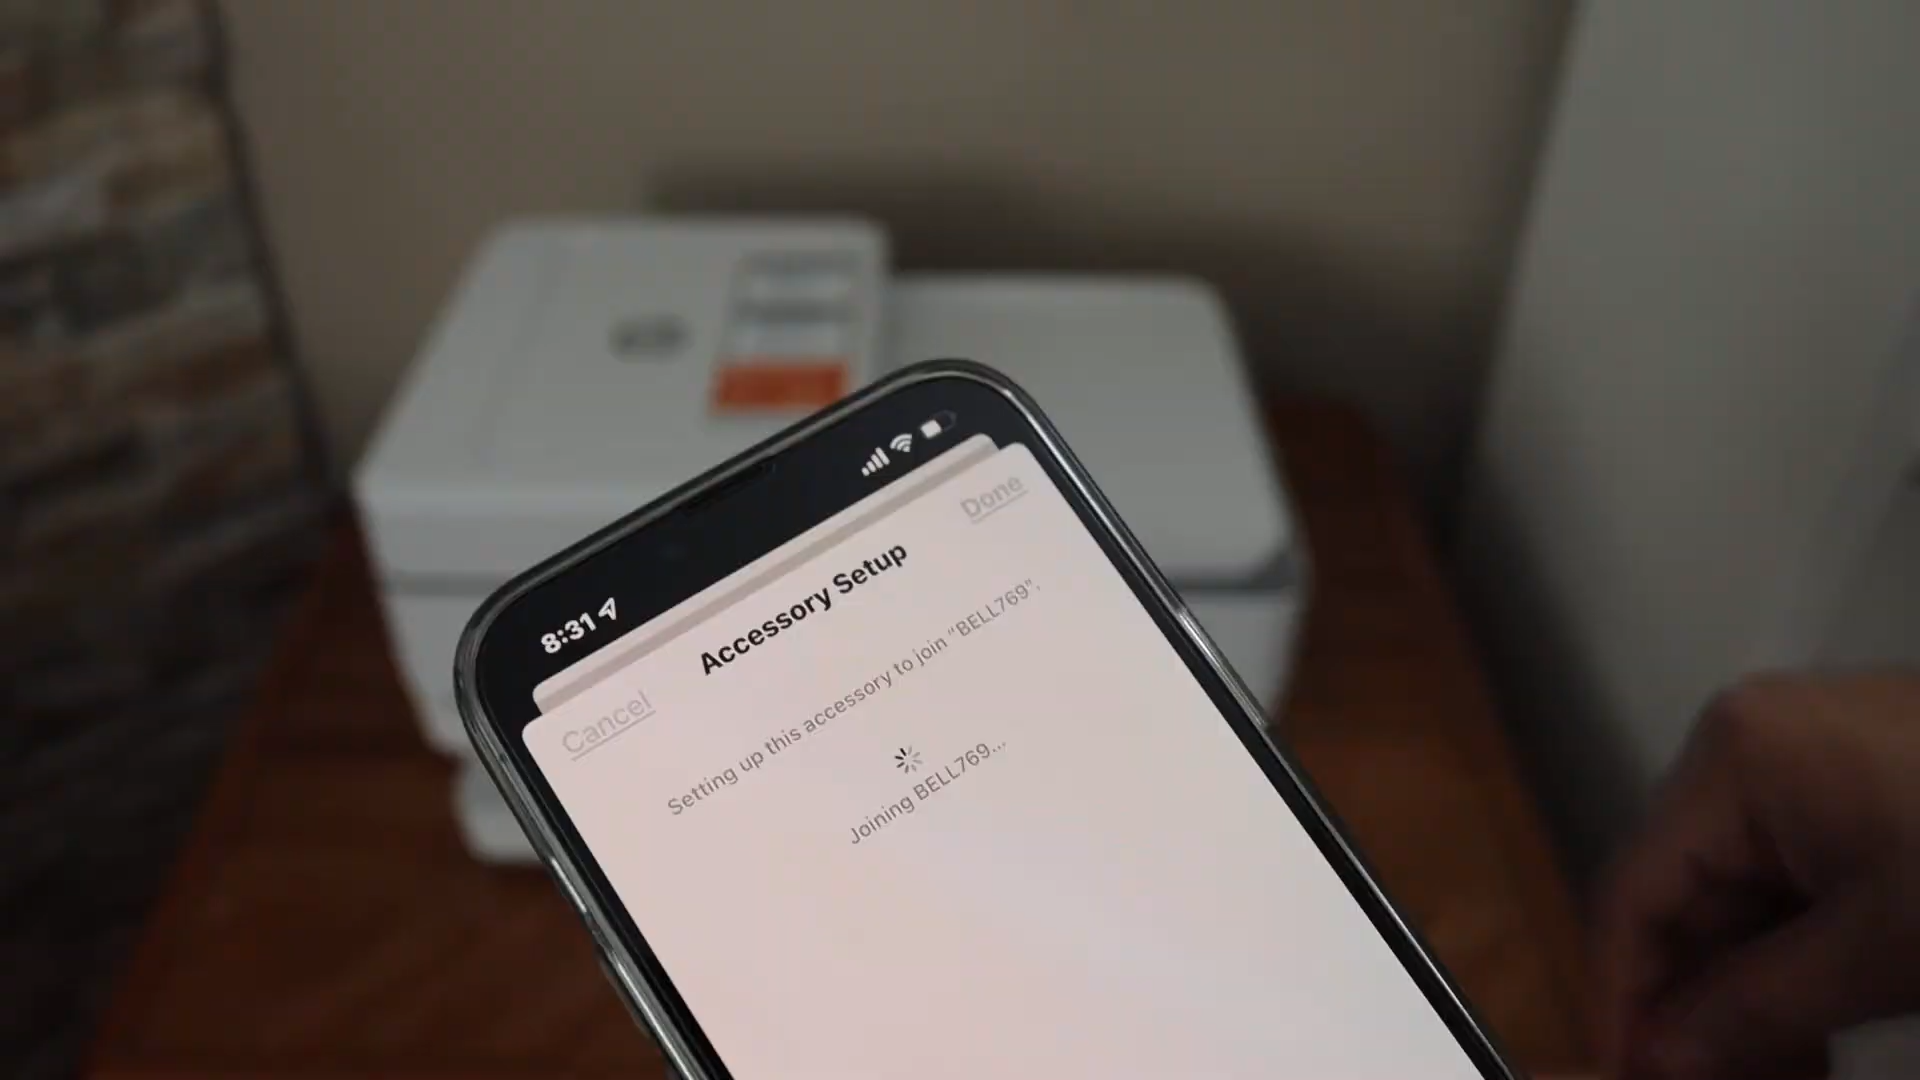 8:31
Cancel
Accessory Setup
Done
Setting up this accessory to join “BELL769”.
Joining BELL769...